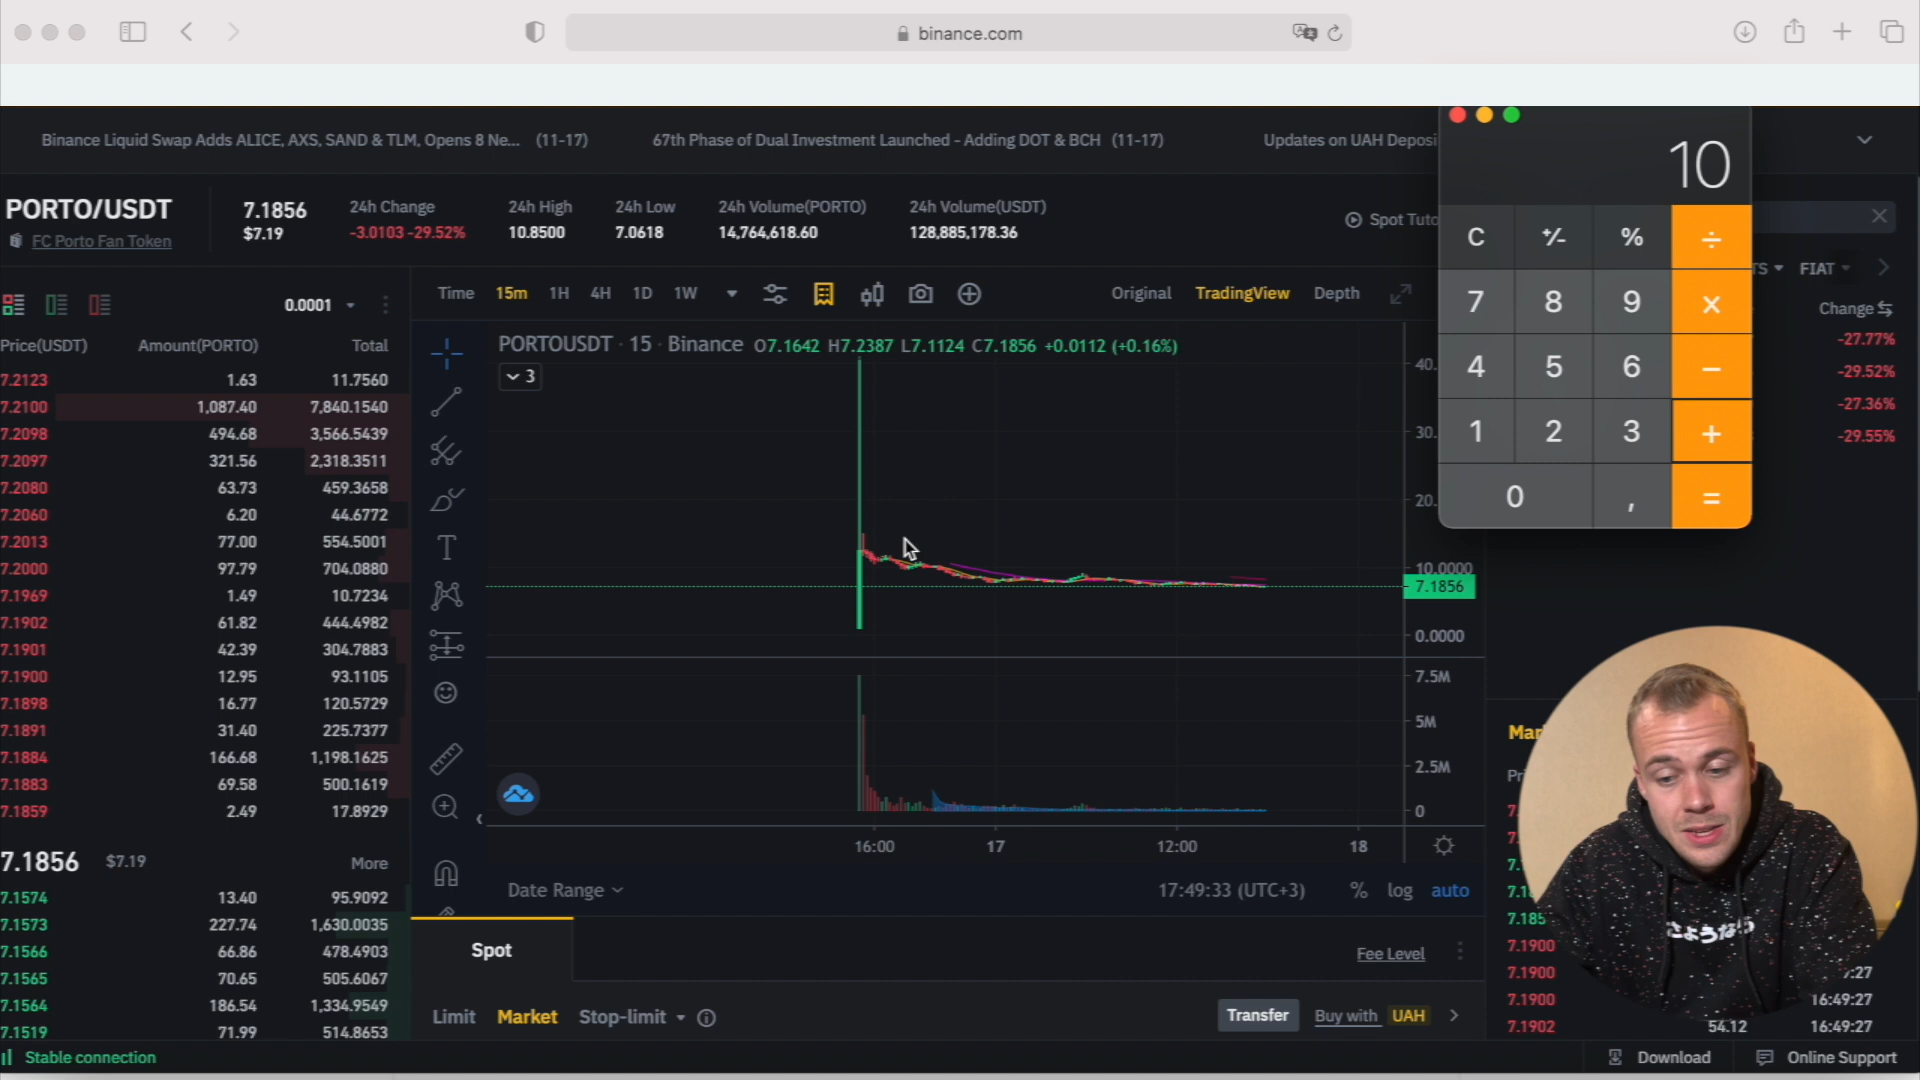 binance.com
Binance Liquid Swap Adds ALICE, AXS, SAND & TLM, Opens 8 Ne... (11-17)
67th Phase of Dual Investment Launched - Adding DOT & BCH (11-17)
Updates on UAH Deposi
10
C +/- % ÷
7 8 9 x
4 5 6 −
1 2 3 +
0 , =
PORTO/USDT
FC Porto Fan Token
7.1856
$7.19
24h Change
-3.0103 -29.52%
24h High
10.8500
24h Low
7.0618
24h Volume(PORTO)
14,764,618.60
24h Volume(USDT)
128,885,178.36
Spot Tuto
TS FIAT
Change
-27.77%
-29.52%
-27.36%
-29.55%
0.0001
Price(USDT) Amount(PORTO) Total
7.2123 1.63 11.7560
7.2100 1,087.40 7,840.1540
7.2098 494.68 3,566.5439
7.2097 321.56 2,318.3511
7.2080 63.73 459.3658
7.2060 6.20 44.6772
7.2013 77.00 554.5001
7.2000 97.79 704.0880
7.1969 1.49 10.7234
7.1902 61.82 444.4982
7.1901 42.39 304.7883
7.1900 12.95 93.1105
7.1898 16.77 120.5729
7.1891 31.40 225.7377
7.1884 166.68 1,198.1625
7.1883 69.58 500.1619
7.1859 2.49 17.8929
7.1856 $7.19 More
7.1574 13.40 95.9092
7.1573 227.74 1,630.0035
7.1566 66.86 478.4903
7.1565 70.65 505.6067
7.1564 186.54 1,334.9549
7.1519 71.99 514.8653
Time 15m 1H 4H 1D 1W
Original TradingView Depth
PORTOUSDT · 15 · Binance O7.1642 H7.2387 L7.1124 C7.1856 +0.0112 (+0.16%)
3
40.
30.
20.
10.0000
7.1856
0.0000
7.5M
5M
2.5M
0
16:00 17 12:00 18
Date Range
17:49:33 (UTC+3) % log auto
Spot
Fee Level
Limit Market Stop-limit
Transfer Buy with UAH
Mar
Pri
7.185
7.1900
7.1900 :27
7.1900 16:49:27
7.1902 54.12 16:49:27
さようなら
Stable connection
Download Online Support